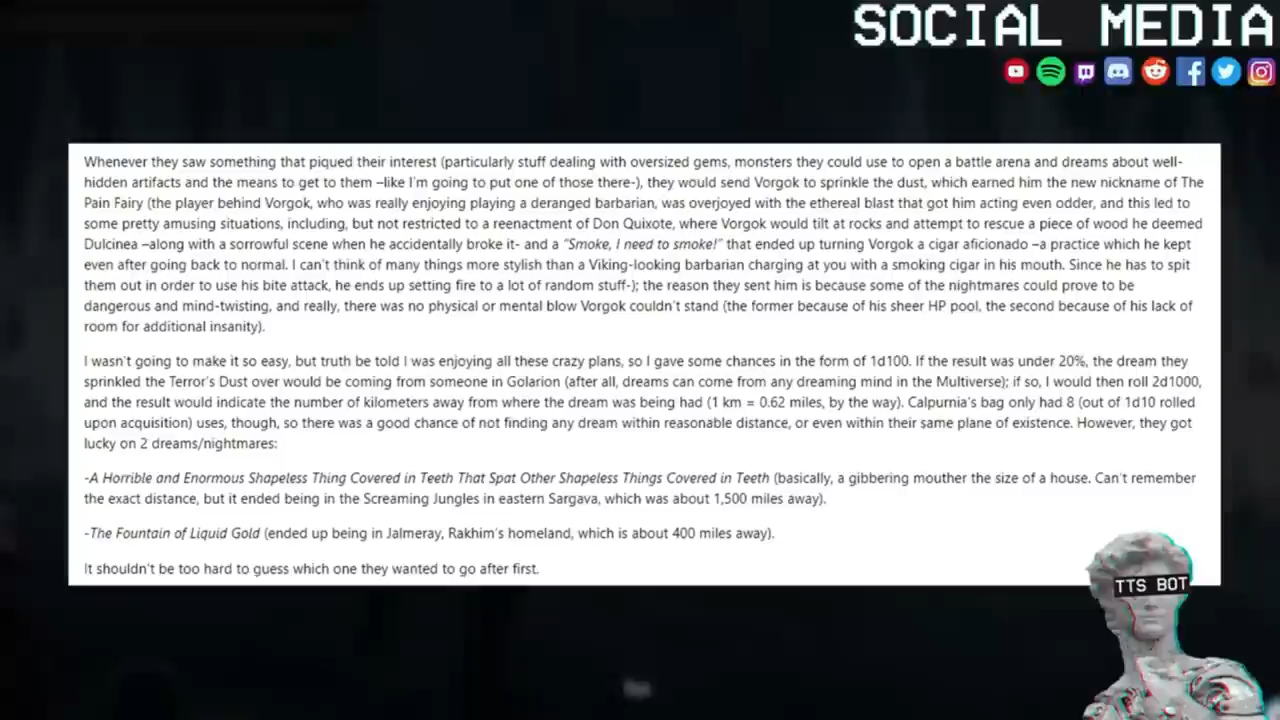 SOCIAL MEDIA
Whenever they saw something that piqued their interest (particularly stuff dealing with oversized gems, monsters they could use to open a battle arena and dreams about well-
hidden artifacts and the means to get to them –like I'm going to put one of those there-), they would send Vorgok to sprinkle the dust, which earned him the new nickname of The
Pain Fairy (the player behind Vorgok, who was really enjoying playing a deranged barbarian, was overjoyed with the ethereal blast that got him acting even odder, and this led to
some pretty amusing situations, including, but not restricted to a reenactment of Don Quixote, where Vorgok would tilt at rocks and attempt to rescue a piece of wood he deemed
Dulcinea –along with a sorrowful scene when he accidentally broke it- and a "Smoke, I need to smoke!" that ended up turning Vorgok a cigar aficionado –a practice which he kept
even after going back to normal. I can't think of many things more stylish than a Viking-looking barbarian charging at you with a smoking cigar in his mouth. Since he has to spit
them out in order to use his bite attack, he ends up setting fire to a lot of random stuff-); the reason they sent him is because some of the nightmares could prove to be
dangerous and mind-twisting, and really, there was no physical or mental blow Vorgok couldn't stand (the former because of his sheer HP pool, the second because of his lack of
room for additional insanity).
I wasn't going to make it so easy, but truth be told I was enjoying all these crazy plans, so I gave some chances in the form of 1d100. If the result was under 20%, the dream they
sprinkled the Terror's Dust over would be coming from someone in Golarion (after all, dreams can come from any dreaming mind in the Multiverse); if so, I would then roll 2d1000,
and the result would indicate the number of kilometers away from where the dream was being had (1 km = 0.62 miles, by the way). Calpurnia's bag only had 8 (out of 1d10 rolled
upon acquisition) uses, though, so there was a good chance of not finding any dream within reasonable distance, or even within their same plane of existence. However, they got
lucky on 2 dreams/nightmares:
-A Horrible and Enormous Shapeless Thing Covered in Teeth That Spat Other Shapeless Things Covered in Teeth (basically, a gibbering mouther the size of a house. Can't remember
the exact distance, but it ended being in the Screaming Jungles in eastern Sargava, which was about 1,500 miles away).
-The Fountain of Liquid Gold (ended up being in Jalmeray, Rakhim's homeland, which is about 400 miles away).
It shouldn't be too hard to guess which one they wanted to go after first.
TTS BOT